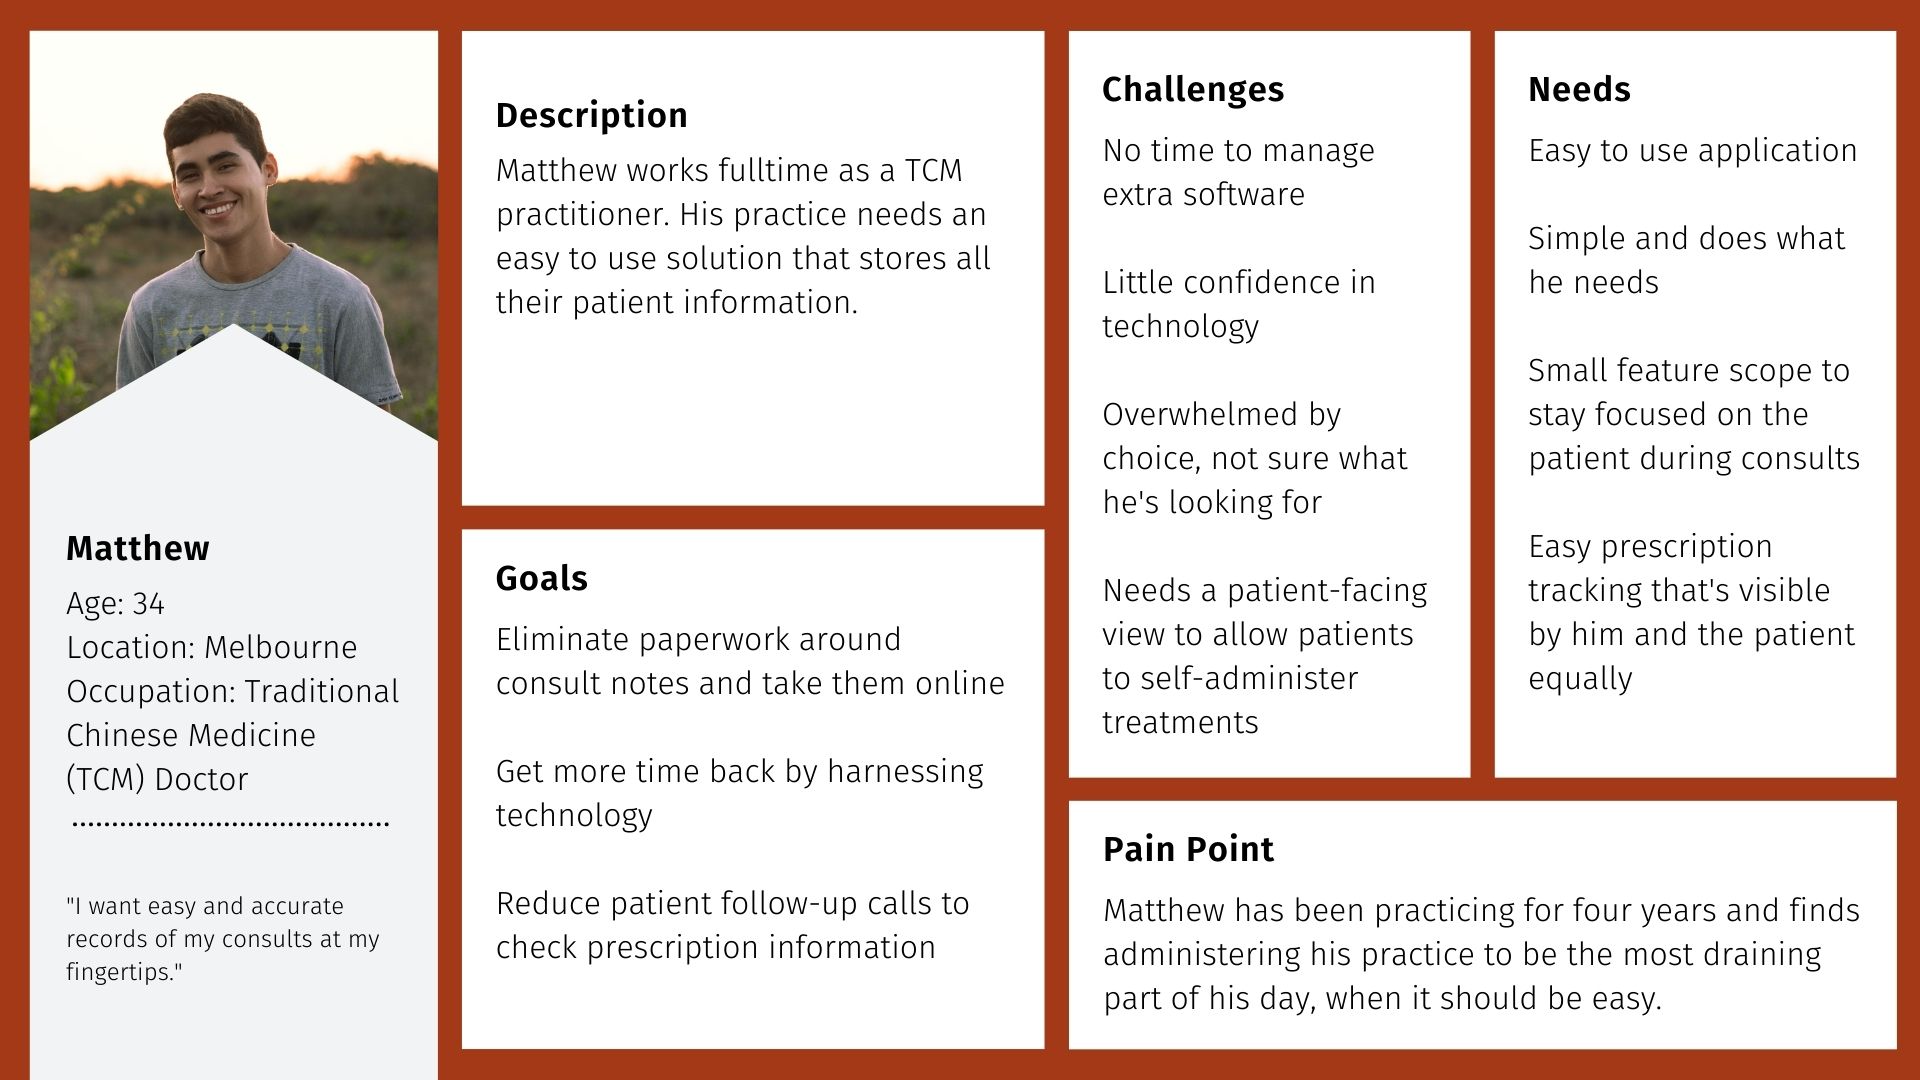 Matthew
Age: 34
Location: Melbourne
Occupation: Traditional
Chinese Medicine
(TCM) Doctor
"I want easy and accurate
records of my consults at my
fingertips."
Description
Matthew works fulltime as a TCM
practitioner. His practice needs an
easy to use solution that stores all
their patient information.
Goals
Eliminate paperwork around
consult notes and take them online
Get more time back by harnessing
technology
Reduce patient follow-up calls to
check prescription information
Challenges
No time to manage
extra software
Little confidence in
technology
Overwhelmed by
choice, not sure what
he's looking for
Needs a patient-facing
view to allow patients
to self-administer
treatments
Needs
Easy to use application
Simple and does what
he needs
Small feature scope to
stay focused on the
patient during consults
Easy prescription
tracking that's visible
by him and the patient
equally
Pain Point
Matthew has been practicing for four years and finds
administering his practice to be the most draining
part of his day, when it should be easy.